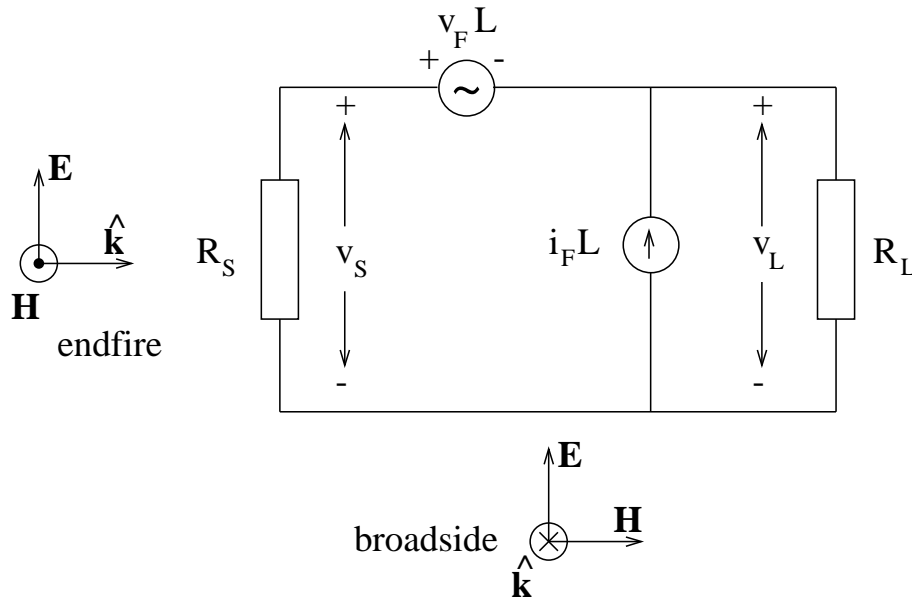 v_F L
+ ~ -
+ +
E
k̂
H
endfire
R_S v_S i_F L v_L R_L
- -
E
H
broadside
k̂